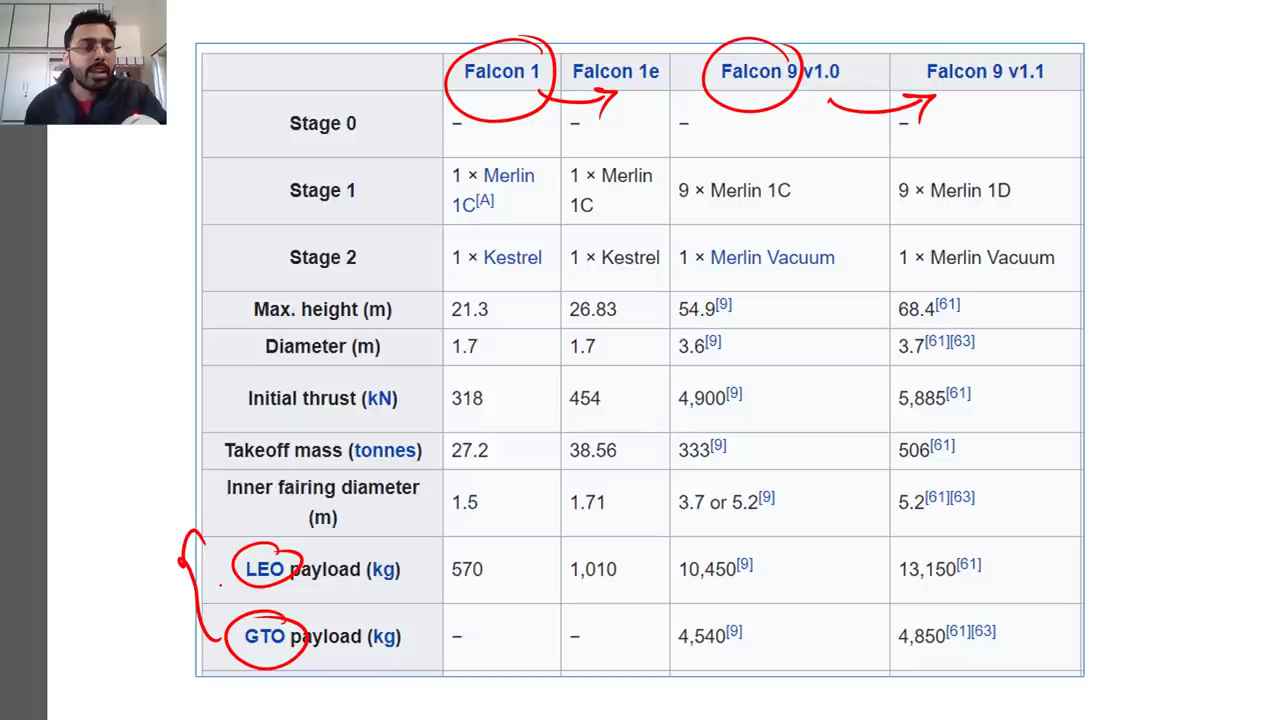 Falcon 1 Falcon 1e Falcon 9 v1.0 Falcon 9 v1.1
Stage 0 – – – –
Stage 1 1 × Merlin 1C[A] 1 × Merlin 1C 9 × Merlin 1C 9 × Merlin 1D
Stage 2 1 × Kestrel 1 × Kestrel 1 × Merlin Vacuum 1 × Merlin Vacuum
Max. height (m) 21.3 26.83 54.9[9] 68.4[61]
Diameter (m) 1.7 1.7 3.6[9] 3.7[61][63]
Initial thrust (kN) 318 454 4,900[9] 5,885[61]
Takeoff mass (tonnes) 27.2 38.56 333[9] 506[61]
Inner fairing diameter (m) 1.5 1.71 3.7 or 5.2[9] 5.2[61][63]
LEO payload (kg) 570 1,010 10,450[9] 13,150[61]
GTO payload (kg) – – 4,540[9] 4,850[61][63]